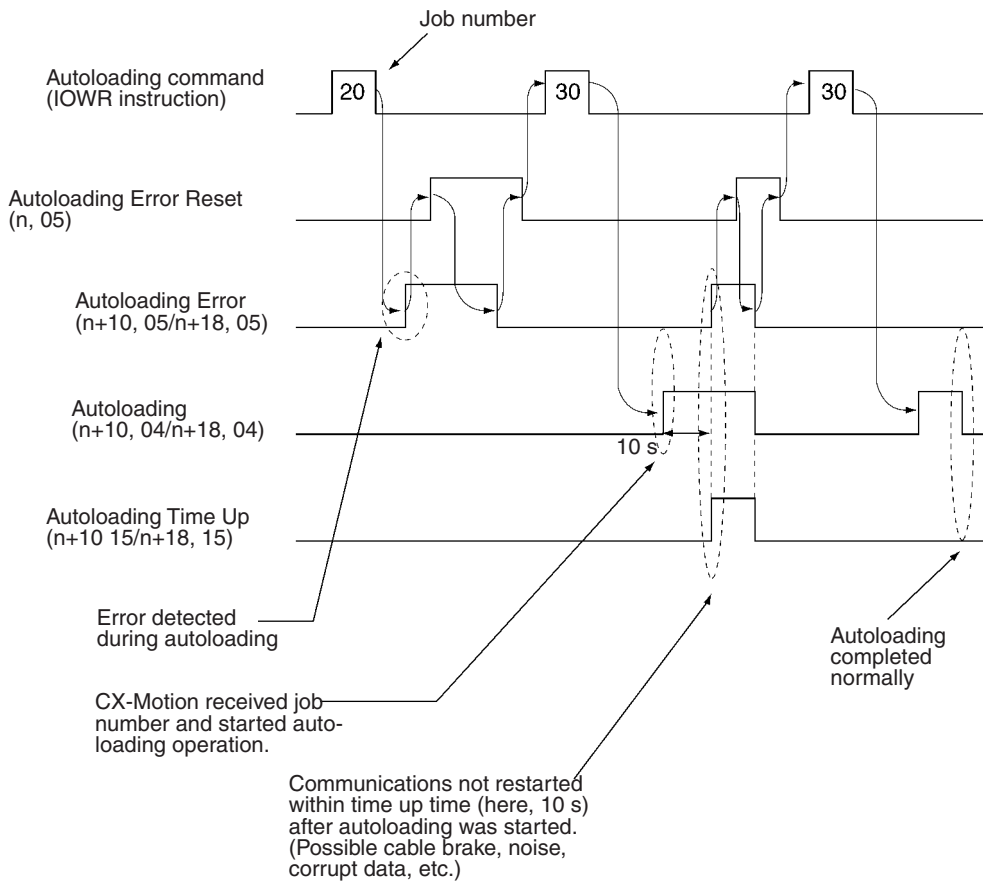 Job number
Autoloading command
(IOWR instruction)
20
30
30
Autoloading Error Reset
(n, 05)
Autoloading Error
(n+10, 05/n+18, 05)
Autoloading
(n+10, 04/n+18, 04)
10 s
Autoloading Time Up
(n+10 15/n+18, 15)
Error detected
during autoloading
Autoloading
completed
normally
CX-Motion received job
number and started auto-
loading operation.
Communications not restarted
within time up time (here, 10 s)
after autoloading was started.
(Possible cable brake, noise,
corrupt data, etc.)